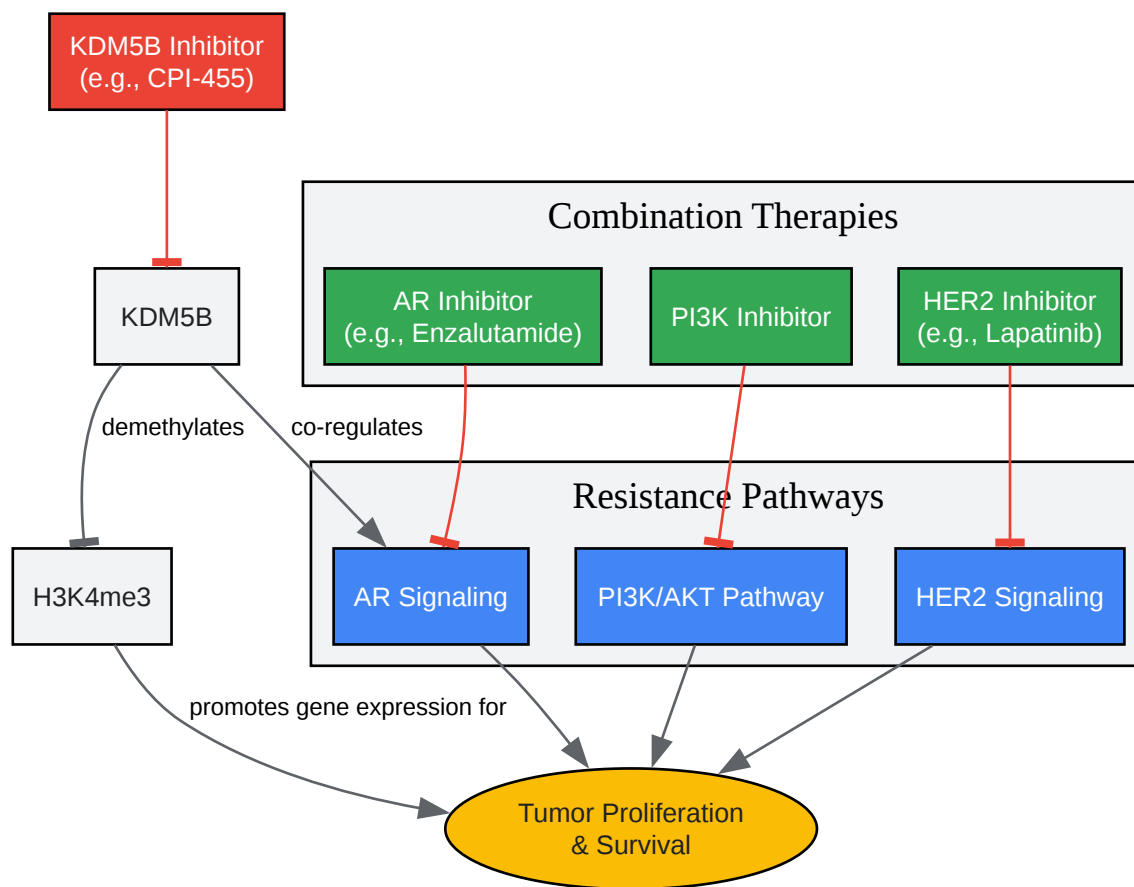 KDM5B Inhibitor
(e.g., CPI-455)
Combination Therapies
KDM5B
AR Inhibitor
(e.g., Enzalutamide)
PI3K Inhibitor
HER2 Inhibitor
(e.g., Lapatinib)
demethylates
co-regulates
Resistance Pathways
H3K4me3
AR Signaling
PI3K/AKT Pathway
HER2 Signaling
promotes gene expression for
Tumor Proliferation
& Survival